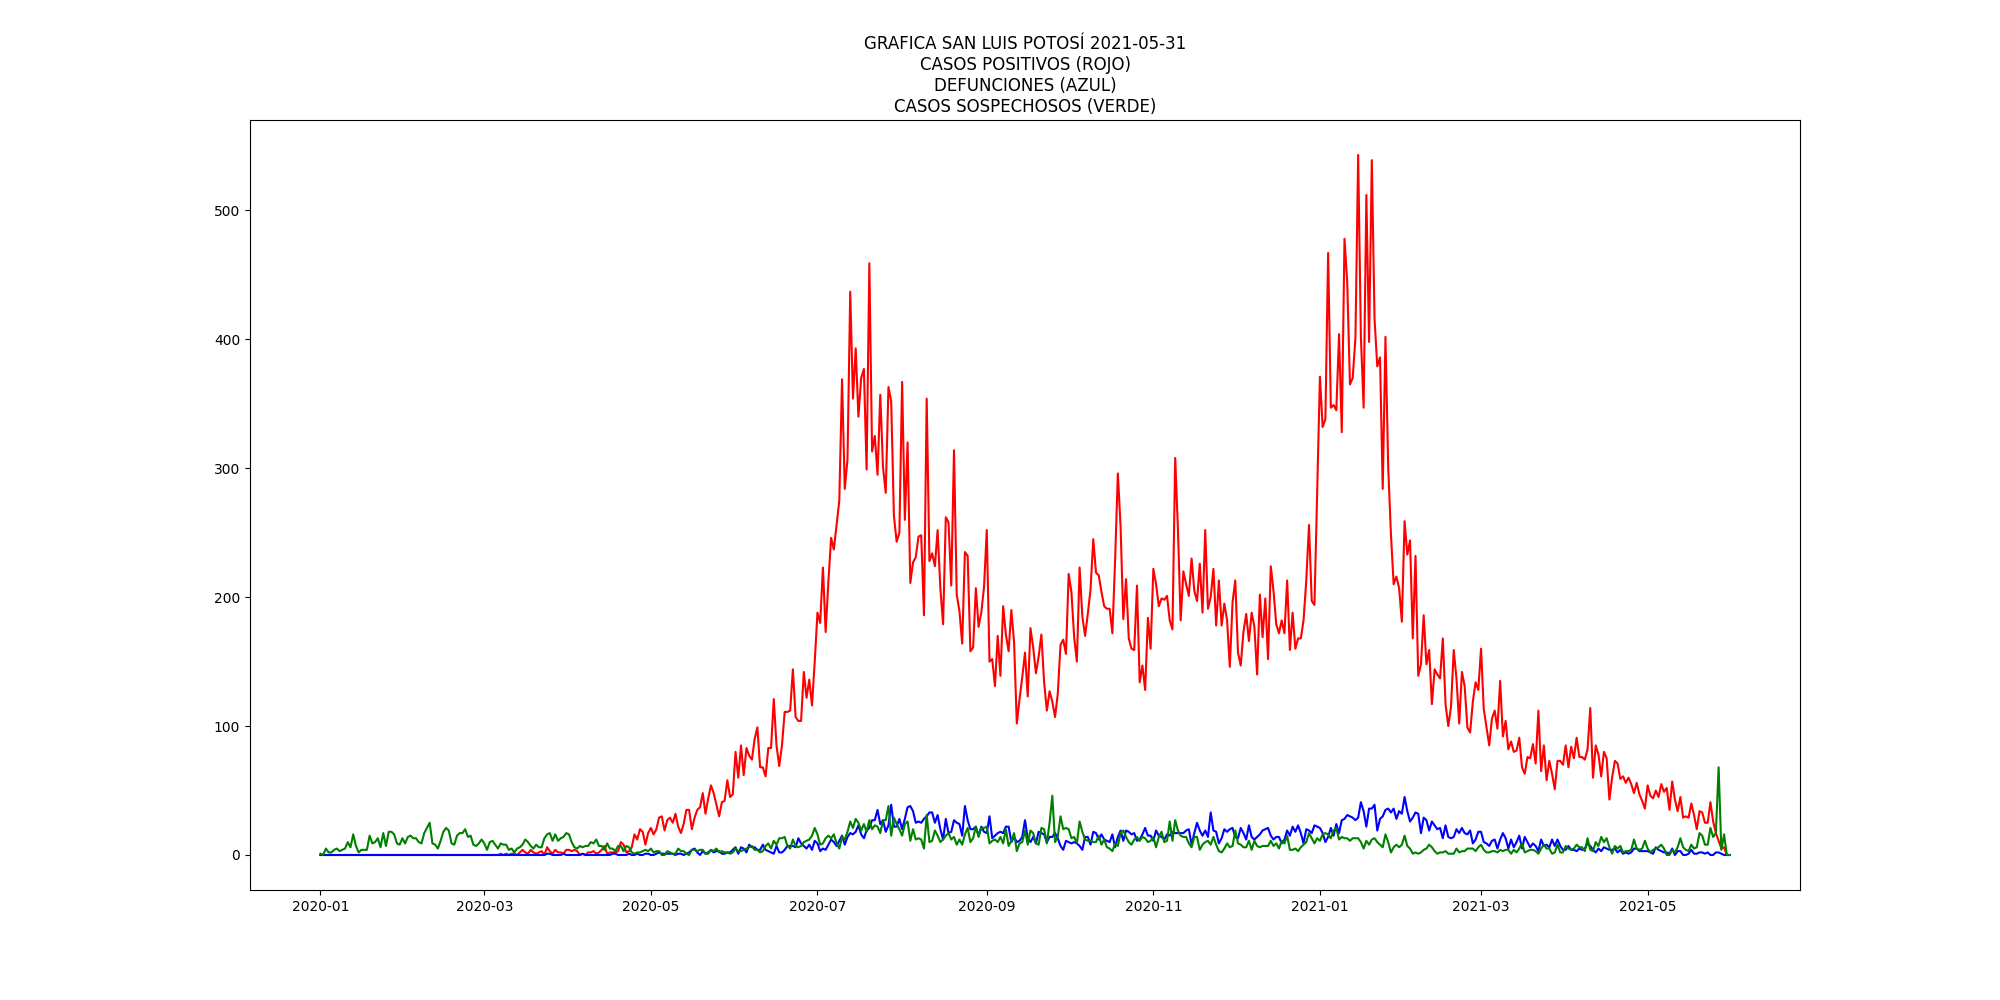 GRAFICA SAN LUIS POTOSÍ 2021-05-31
CASOS POSITIVOS (ROJO)
DEFUNCIONES (AZUL)
CASOS SOSPECHOSOS (VERDE)
500
400
300
200
100
0
2020-01 2020-03 2020-05 2020-07 2020-09 2020-11 2021-01 2021-03 2021-05